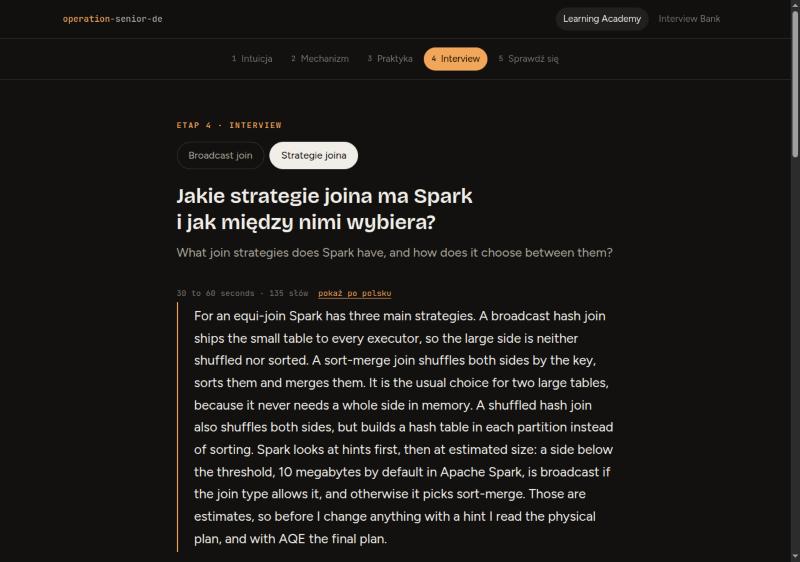 operation-senior-de
Learning Academy
Interview Bank
1 Intuicja
2 Mechanizm
3 Praktyka
4 Interview
5 Sprawdź się
ETAP 4 · INTERVIEW
Broadcast join
Strategie joina
Jakie strategie joina ma Spark
i jak między nimi wybiera?
What join strategies does Spark have, and how does it choose between them?
30 to 60 seconds · 135 słów pokaż po polsku
For an equi-join Spark has three main strategies. A broadcast hash join
ships the small table to every executor, so the large side is neither
shuffled nor sorted. A sort-merge join shuffles both sides by the key,
sorts them and merges them. It is the usual choice for two large tables,
because it never needs a whole side in memory. A shuffled hash join
also shuffles both sides, but builds a hash table in each partition instead
of sorting. Spark looks at hints first, then at estimated size: a side below
the threshold, 10 megabytes by default in Apache Spark, is broadcast if
the join type allows it, and otherwise it picks sort-merge. Those are
estimates, so before I change anything with a hint I read the physical
plan, and with AQE the final plan.